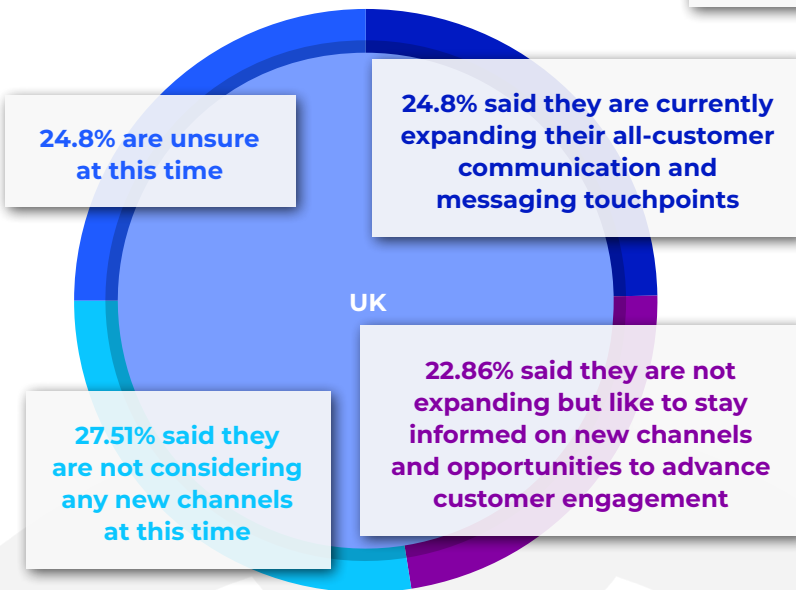 24.8% are unsure
at this time
24.8% said they are currently
expanding their all-customer
communication and
messaging touchpoints
UK
27.51% said they
are not considering
any new channels
at this time
22.86% said they are not
expanding but like to stay
informed on new channels
and opportunities to advance
customer engagement